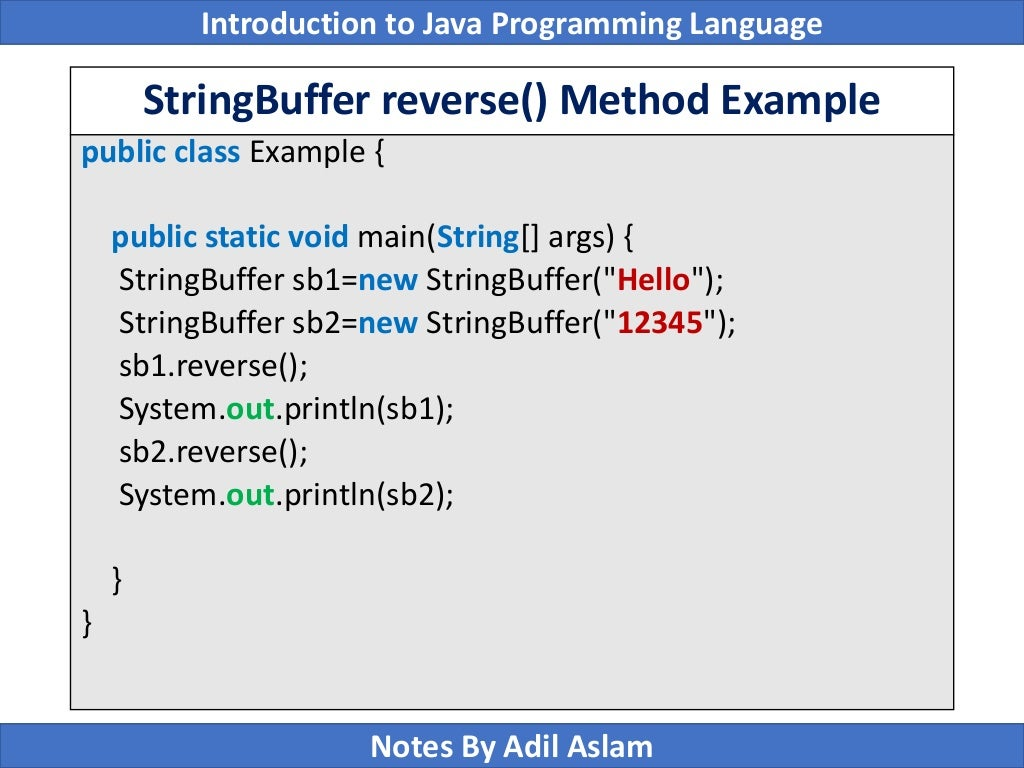 Introduction to Java Programming Language
StringBuffer reverse() Method Example
public class Example {
public static void main(String[] args) {
StringBuffer sb1=new StringBuffer("Hello");
StringBuffer sb2=new StringBuffer("12345");
sb1.reverse();
System.out.println(sb1);
sb2.reverse();
System.out.println(sb2);
}
}
Notes By Adil Aslam